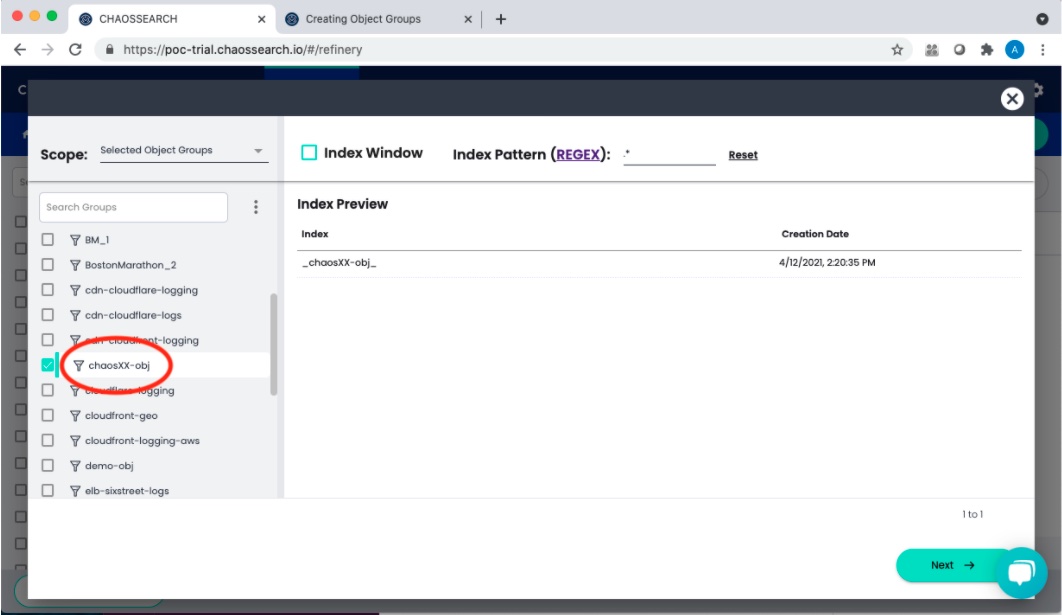 CHAOSSEARCH
Creating Object Groups
https://poc-trial.chaossearch.io/#/refinery
A
Scope: Selected Object Groups
Index Window
Index Pattern (REGEX): .*
Reset
Search Groups
BM_1
BostonMarathon_2
cdn-cloudflare-logging
cdn-cloudflare-logs
cdn-cloudfront-logging
chaosXX-obj
cloudflare-logging
cloudfront-geo
cloudfront-logging-aws
demo-obj
elb-sixstreet-logs
Index Preview
Index Creation Date
_chaosXX-obj_ 4/12/2021, 2:20:35 PM
1 to 1
Next →